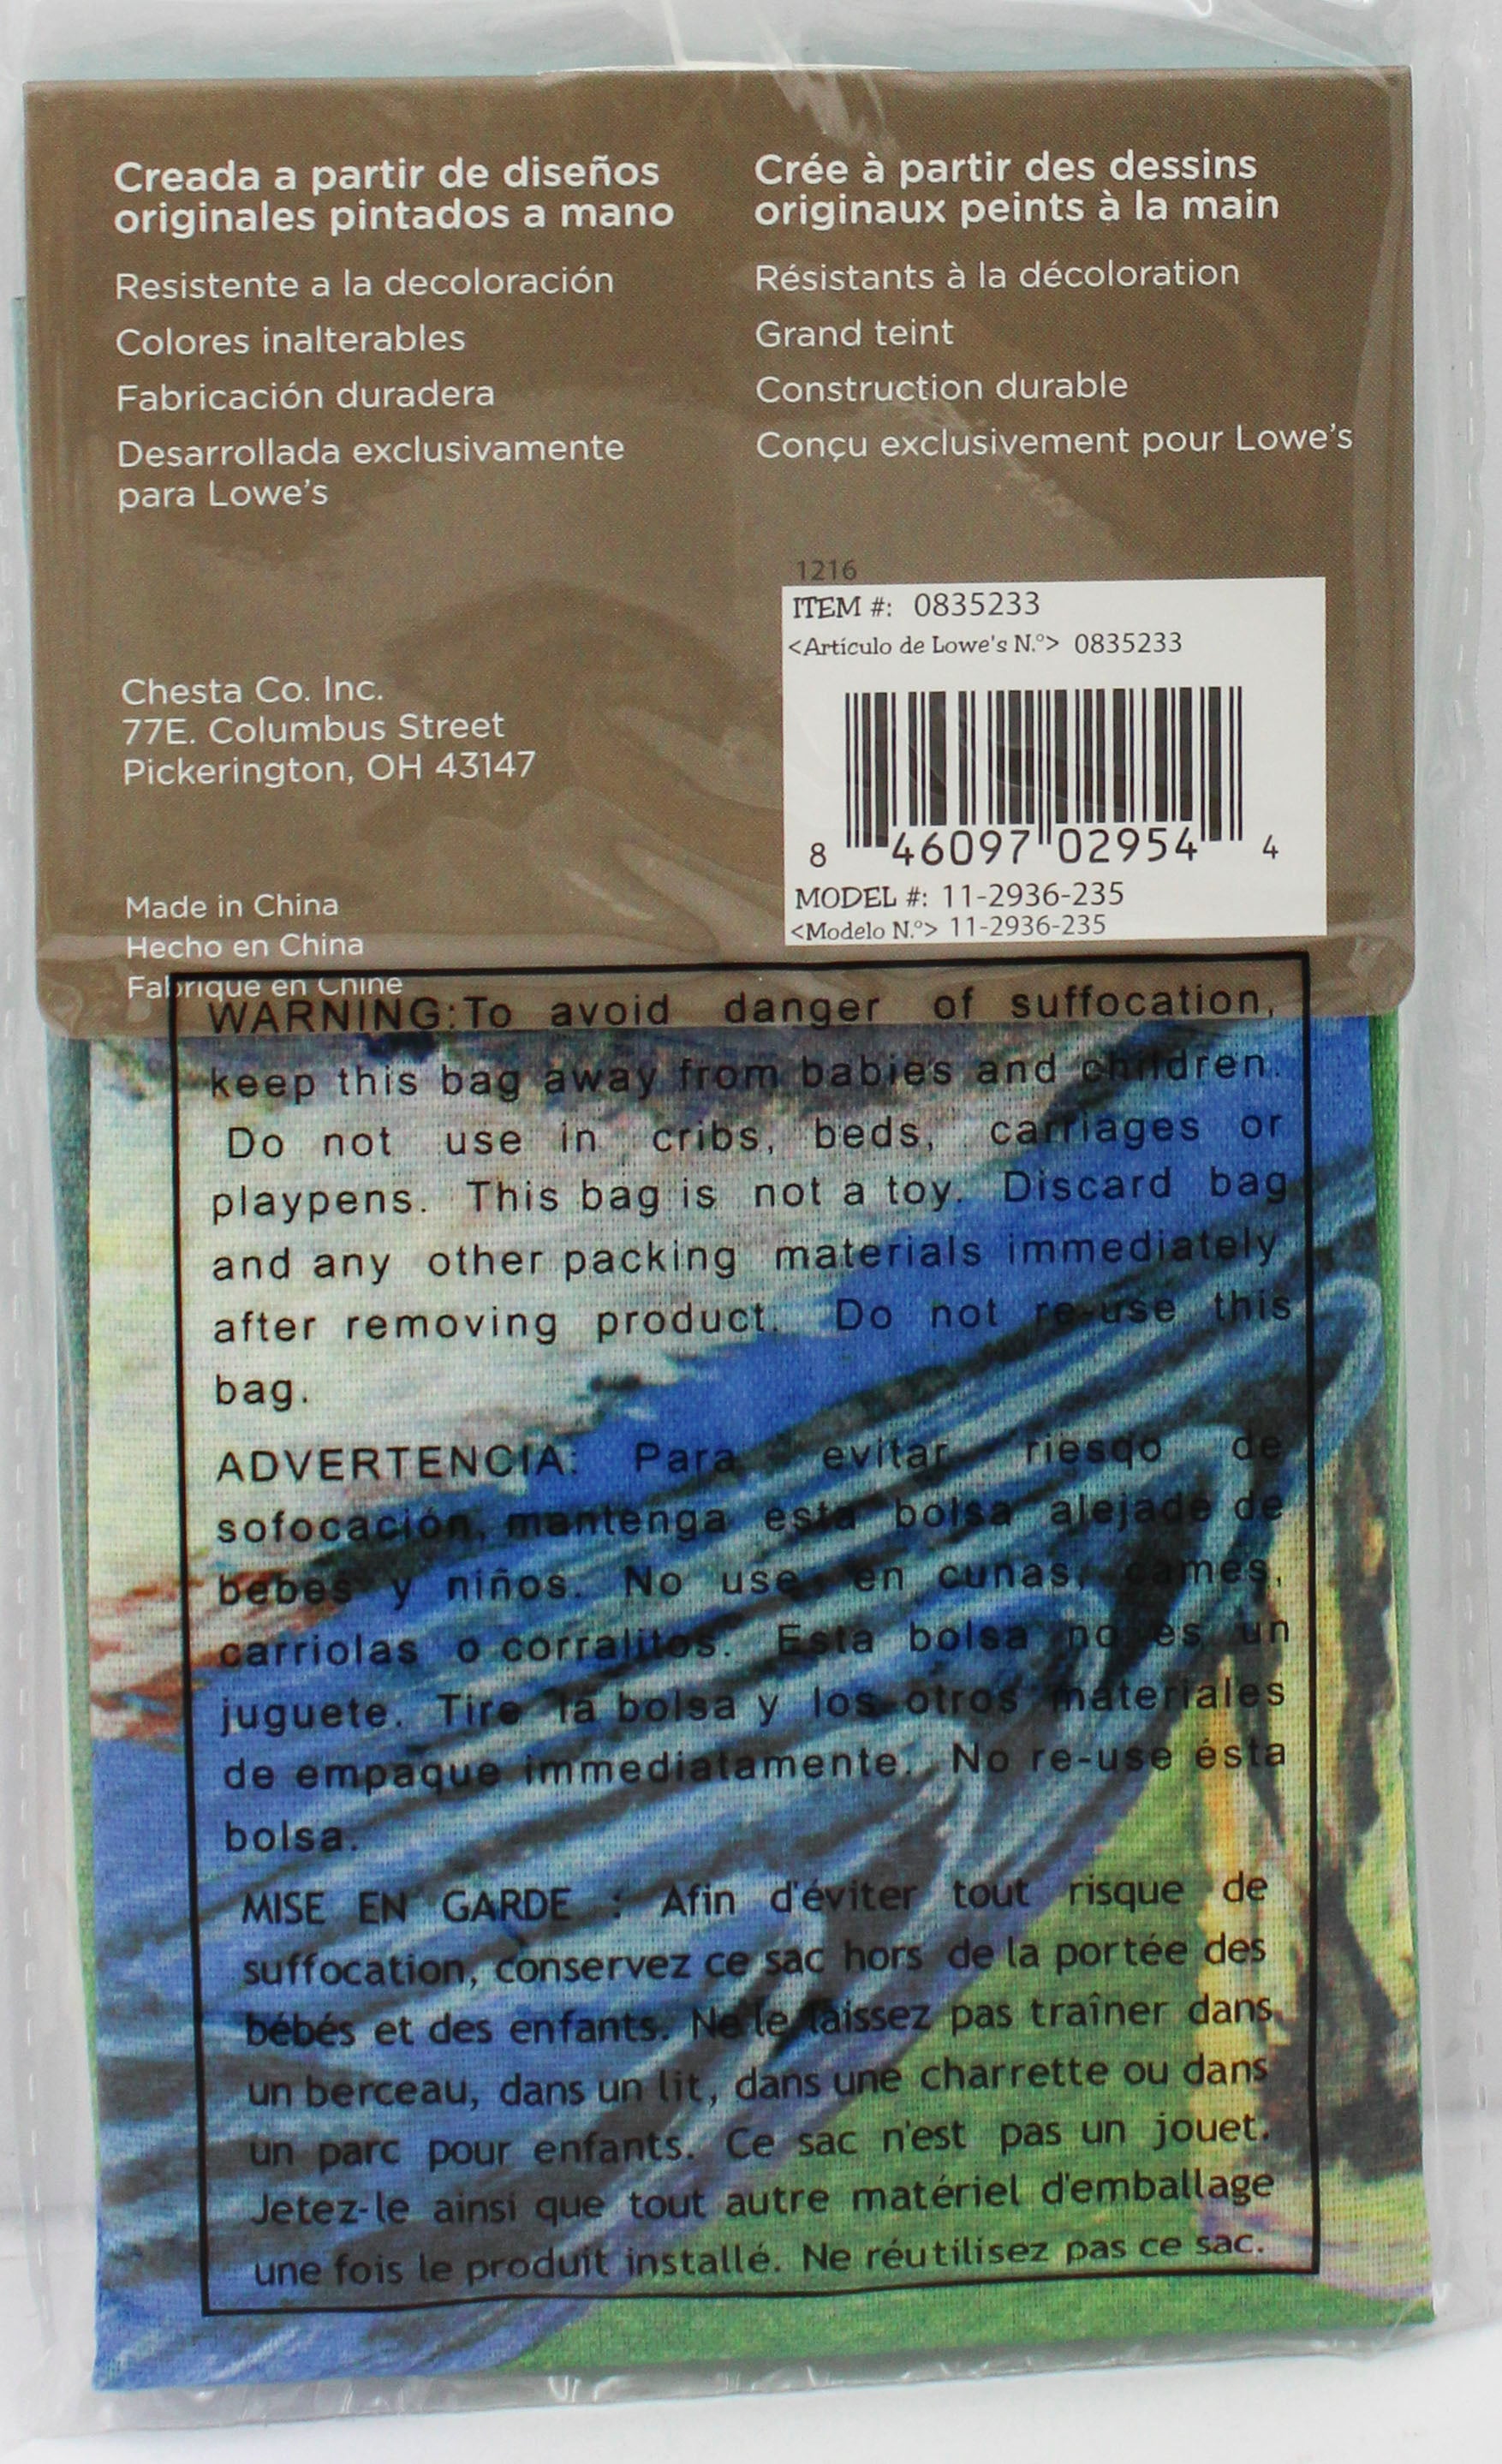 Creada a partir de diseños
originales pintados a mano
Resistente a la decoloración
Colores inalterables
Fabricación duradera
Desarrollada exclusivamente
para Lowe's
Crée à partir des dessins
originaux peints à la main
Résistants à la décoloration
Grand teint
Construction durable
Conçu exclusivement pour Lowe's
Chesta Co. Inc.
77E. Columbus Street
Pickerington, OH 43147
Made in China
Hecho en China
Fabrique en Chine
1216
ITEM #: 0835233
<Artículo de Lowe's N.º> 0835233
8 46097 02954 4
MODEL #: 11-2936-235
<Modelo N.º> 11-2936-235
WARNING:To avoid danger of suffocation,
keep this bag away from babies and children.
Do not use in cribs, beds, carriages or
playpens. This bag is not a toy. Discard bag
and any other packing materials immediately
after removing product. Do not re-use this
bag.
ADVERTENCIA: Para evitar riesqo de
sofocación, mantenga esta bolsa alejade de
bebes y niños. No use en cunas, cames,
carriolas o corralitos. Esta bolsa no es un
juguete. Tire la bolsa y los otros materiales
de empaque immediatamente. No re-use ésta
bolsa.
MISE EN GARDE : Afin d'éviter tout risque de
suffocation, conservez ce sac hors de la portée des
bébés et des enfants. Ne le laissez pas traîner dans
un berceau, dans un lit, dans une charrette ou dans
un parc pour enfants. Ce sac n'est pas un jouet.
Jetez-le ainsi que tout autre matériel d'emballage
une fois le produit installé. Ne réutilisez pas ce sac.